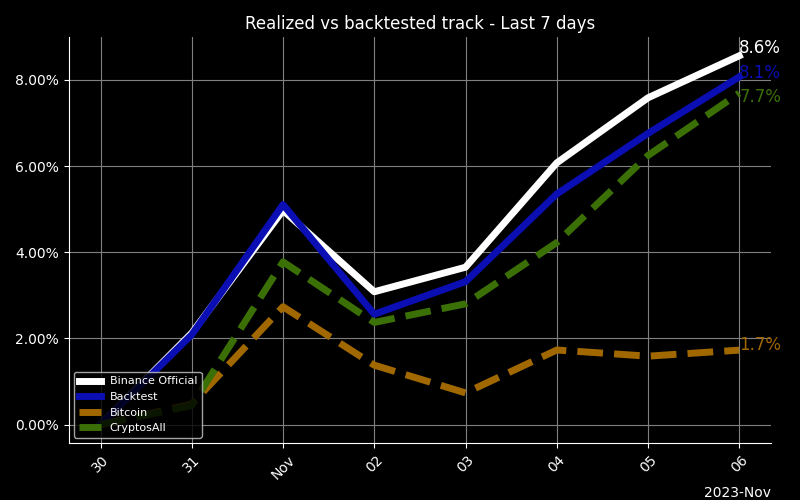 Realized vs backtested track - Last 7 days
8.6%
8.1%
7.7%
1.7%
8.00%
6.00%
4.00%
2.00%
0.00%
Binance Official
Backtest
Bitcoin
CryptosAll
30
31
Nov
02
03
04
05
06
2023-Nov